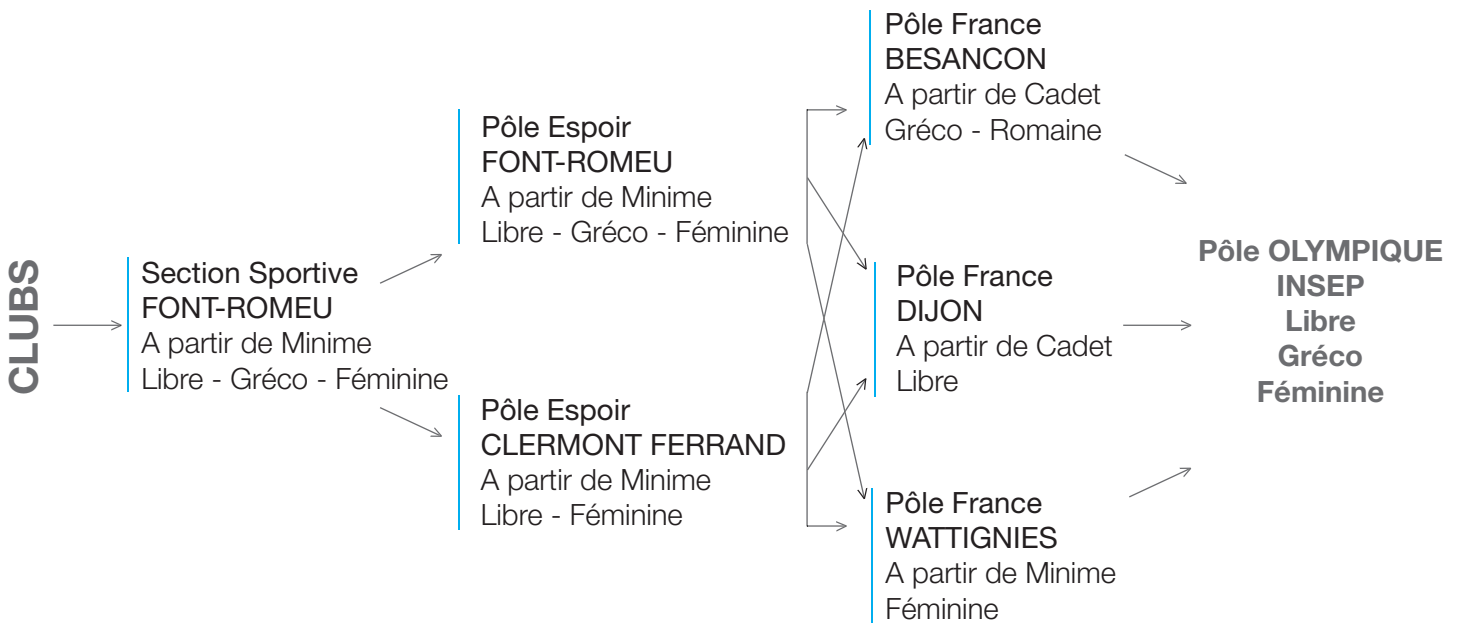 CLUBS
Section Sportive
FONT-ROMEU
A partir de Minime
Libre - Gréco - Féminine
Pôle Espoir
FONT-ROMEU
A partir de Minime
Libre - Gréco - Féminine
Pôle Espoir
CLERMONT FERRAND
A partir de Minime
Libre - Féminine
Pôle France
BESANCON
A partir de Cadet
Gréco - Romaine
Pôle France
DIJON
A partir de Cadet
Libre
Pôle France
WATTIGNIES
A partir de Minime
Féminine
Pôle OLYMPIQUE
INSEP
Libre
Gréco
Féminine